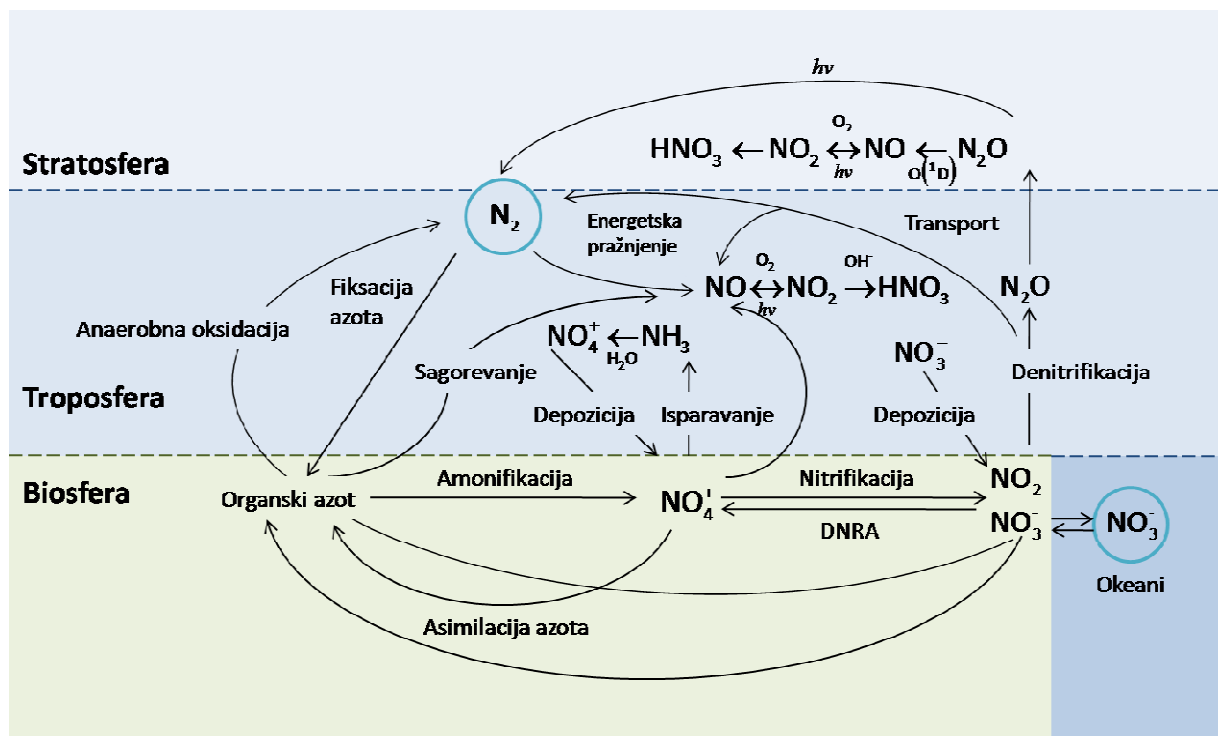 hν
O₂
Stratosfera
HNO₃ ← NO₂ ↔ NO ← N₂O
hν
O(¹D)
N₂
Energetska
pražnjenje
Transport
Fiksacija
azota
O₂
OH⁻
NO ↔ NO₂ → HNO₃
hν
N₂O
Anaerobna oksidacija
NO₄⁺ ← NH₃
H₂O
NO₃⁻
Sagorevanje
Denitrifikacija
Troposfera
Depozicija
Isparavanje
Depozicija
Biosfera
Organski azot
Amonifikacija
NO₄⁺
Nitrifikacija
DNRA
NO₂⁻
NO₃⁻
NO₃⁻
Okeani
Asimilacija azota